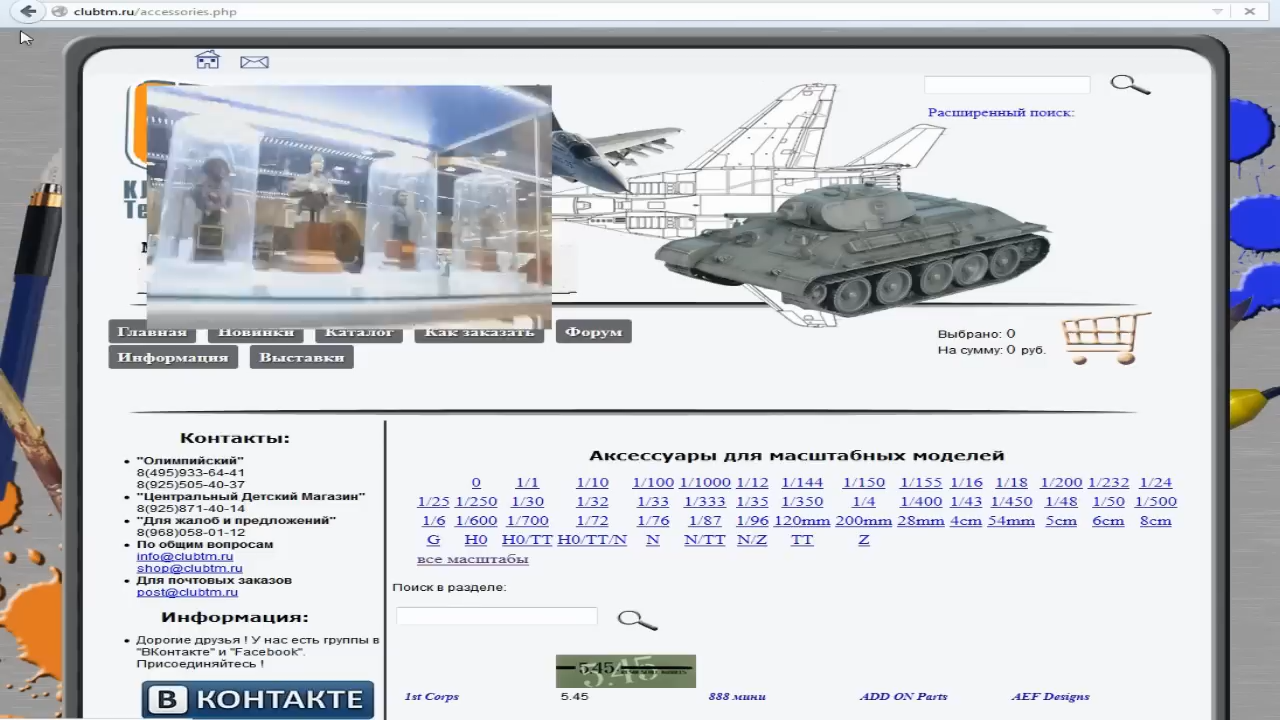 clubtm.ru/accessories.php
Расширенный поиск:
Главная Новинки Каталог Как заказать Форум
Информация Выставки
Выбрано: 0
На сумму: 0 руб.
Контакты:
"Олимпийский"
8(495)933-64-41
8(925)505-40-37
"Центральный Детский Магазин"
8(925)871-40-14
"Для жалоб и предложений"
8(968)058-01-12
По общим вопросам
info@clubtm.ru
shop@clubtm.ru
Для почтовых заказов
post@clubtm.ru
Информация:
Дорогие друзья ! У нас есть группы в
"ВКонтакте" и "Facebook".
Присоединяйтесь !
В КОНТАКТЕ
Аксессуары для масштабных моделей
0 1/1 1/10 1/100 1/1000 1/12 1/144 1/150 1/155 1/16 1/18 1/200 1/232 1/24
1/25 1/250 1/30 1/32 1/33 1/333 1/35 1/350 1/4 1/400 1/43 1/450 1/48 1/50 1/500
1/6 1/600 1/700 1/72 1/76 1/87 1/96 120mm 200mm 28mm 4cm 54mm 5cm 6cm 8cm
G H0 H0/TT H0/TT/N N N/TT N/Z TT Z
все масштабы
Поиск в разделе:
5.45
1st Corps 5.45 888 мини ADD ON Parts AEF Designs